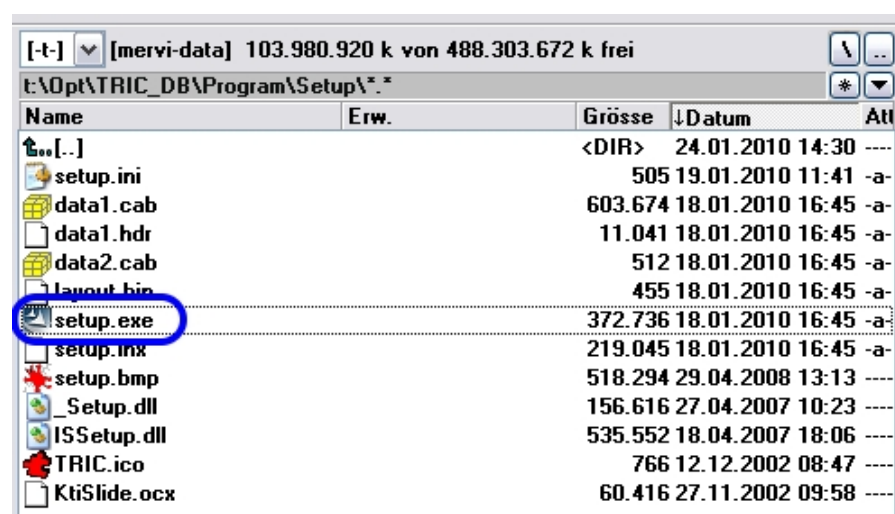 [-t-] [mervi-data] 103.980.920 k von 488.303.672 k frei \ ..
t:\Opt\TRIC_DB\Program\Setup\*.* * ▼
Name Erw. Grösse ↓Datum Att
[..] <DIR> 24.01.2010 14:30 ----
setup.ini 505 19.01.2010 11:41 -a-
data1.cab 603.674 18.01.2010 16:45 -a-
data1.hdr 11.041 18.01.2010 16:45 -a-
data2.cab 512 18.01.2010 16:45 -a-
layout.bin 455 18.01.2010 16:45 -a-
setup.exe 372.736 18.01.2010 16:45 -a-
setup.inx 219.045 18.01.2010 16:45 -a-
setup.bmp 518.294 29.04.2008 13:13 ----
_Setup.dll 156.616 27.04.2007 10:23 ----
ISSetup.dll 535.552 18.04.2007 18:06 ----
TRIC.ico 766 12.12.2002 08:47 ----
KtiSlide.ocx 60.416 27.11.2002 09:58 ----